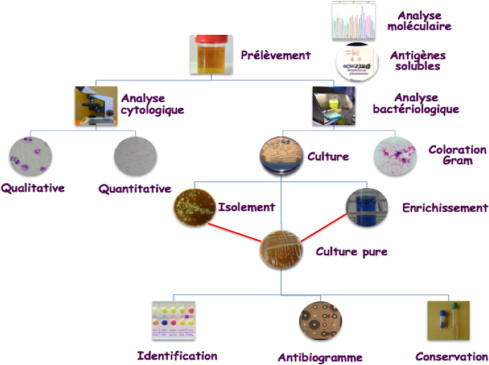 Analyse
moléculaire
Prélèvement
Antigènes
solubles
Analyse
cytologique
Analyse
bactériologique
Qualitative
Quantitative
Culture
Coloration
Gram
Isolement
Enrichissement
Culture pure
Identification
Antibiogramme
Conservation